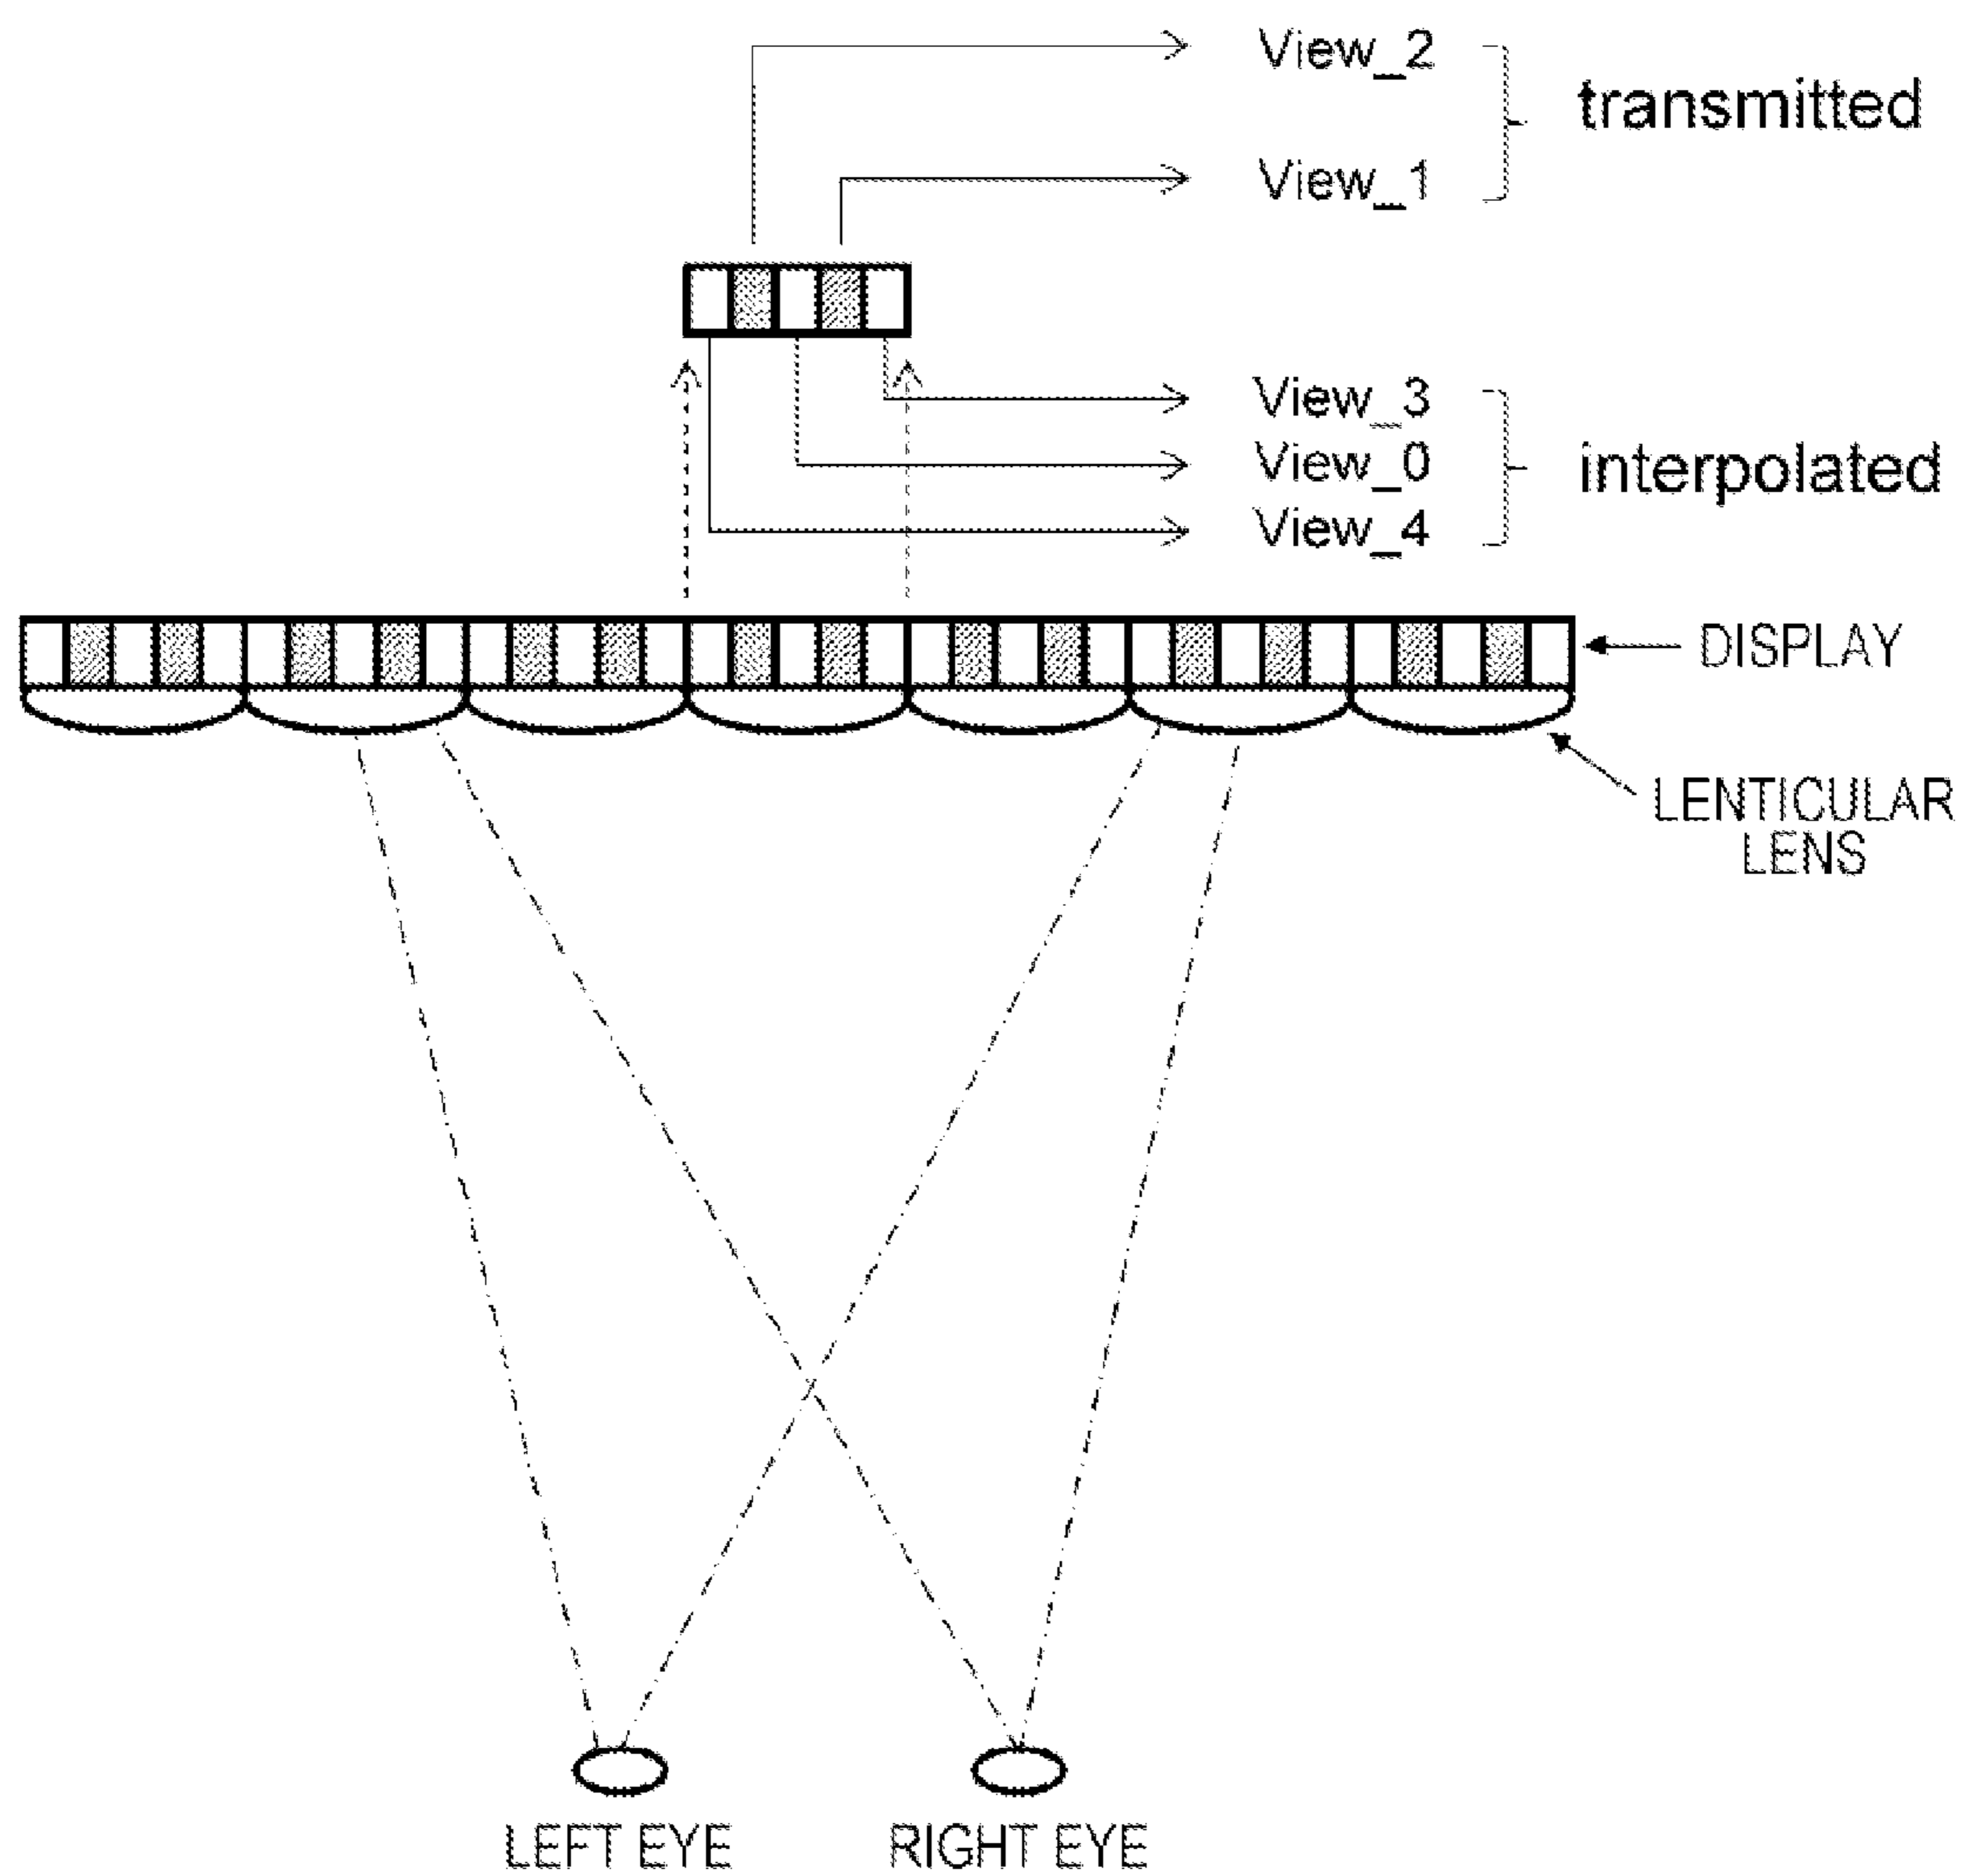 View_2
transmitted
View_1
View_3
View_0
interpolated
View_4
DISPLAY
LENTICULAR
LENS
LEFT EYE
RIGHT EYE